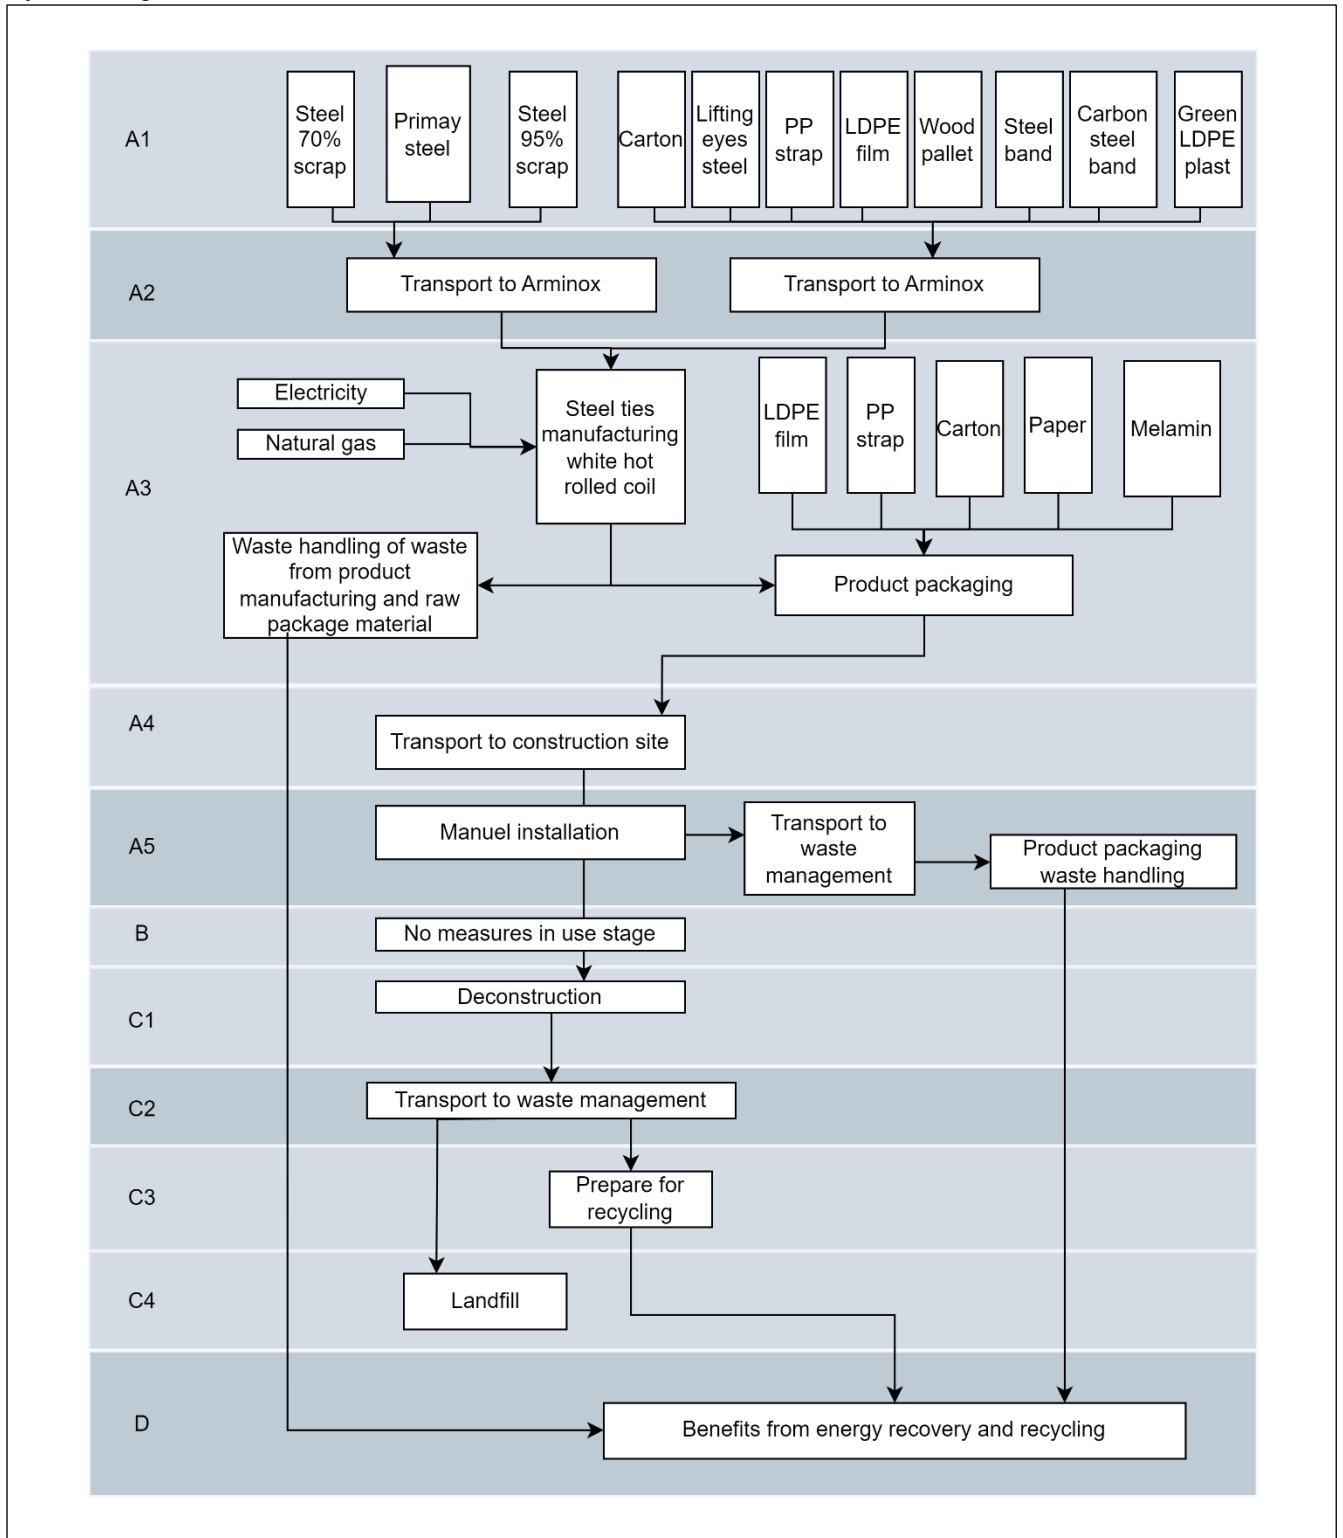 A1
Steel
70%
scrap
Primay
steel
Steel
95%
scrap
Carton
Lifting
eyes
steel
PP
strap
LDPE
film
Wood
pallet
Steel
band
Carbon
steel
band
Green
LDPE
plast
A2
Transport to Arminox
Transport to Arminox
A3
Electricity
Natural gas
Steel ties
manufacturing
white hot
rolled coil
LDPE
film
PP
strap
Carton
Paper
Melamin
Waste handling of waste
from product
manufacturing and raw
package material
Product packaging
A4
Transport to construction site
A5
Manuel installation
Transport to
waste
management
Product packaging
waste handling
B
No measures in use stage
C1
Deconstruction
C2
Transport to waste management
C3
Prepare for
recycling
C4
Landfill
D
Benefits from energy recovery and recycling